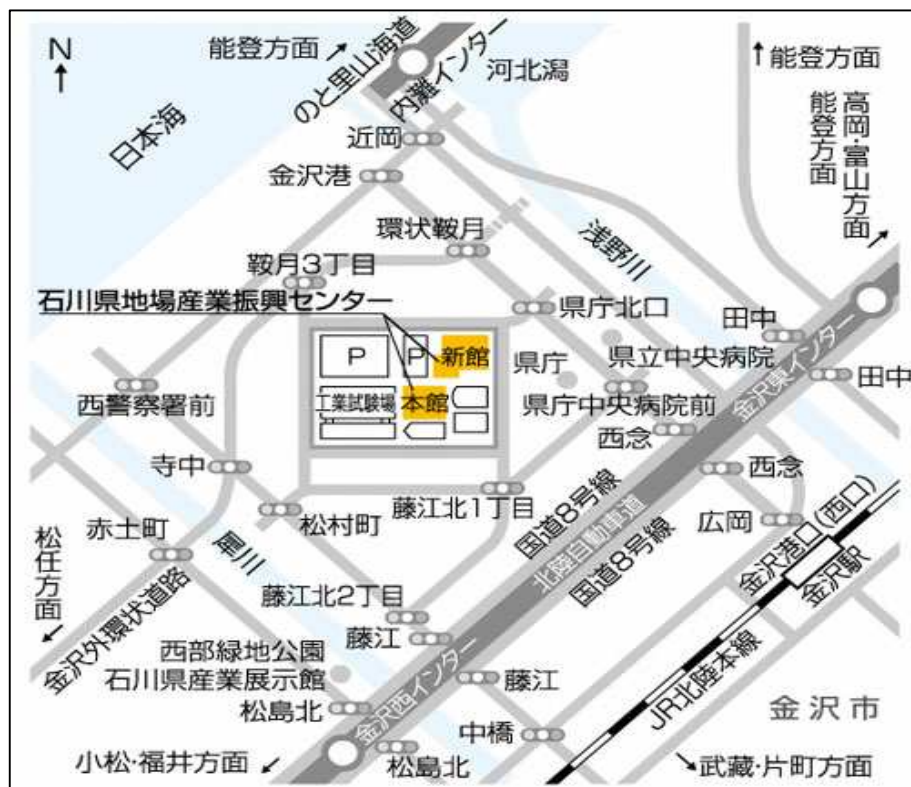 N
能登方面
のと里山海道
内灘インター
河北潟
能登方面
高岡・富山方面
能登方面
日本海
近岡
金沢港
環状鞍月
浅野川
鞍月3丁目
石川県地場産業振興センター
県庁北口
田中
P
P
新館
県庁
県立中央病院
金沢東インター
田中
西警察署前
工業試験場
本館
県庁中央病院前
西念
寺中
西念
藤江北1丁目
国道8号線
北陸自動車道
国道8号線
広岡
松村町
赤土町
松任方面
犀川
金沢港口(西口)
金沢駅
金沢外環状道路
藤江北2丁目
藤江
西部緑地公園
石川県産業展示館
金沢西インター
藤江
JR北陸本線
松島北
中橋
金沢市
小松・福井方面
松島北
武藏・片町方面